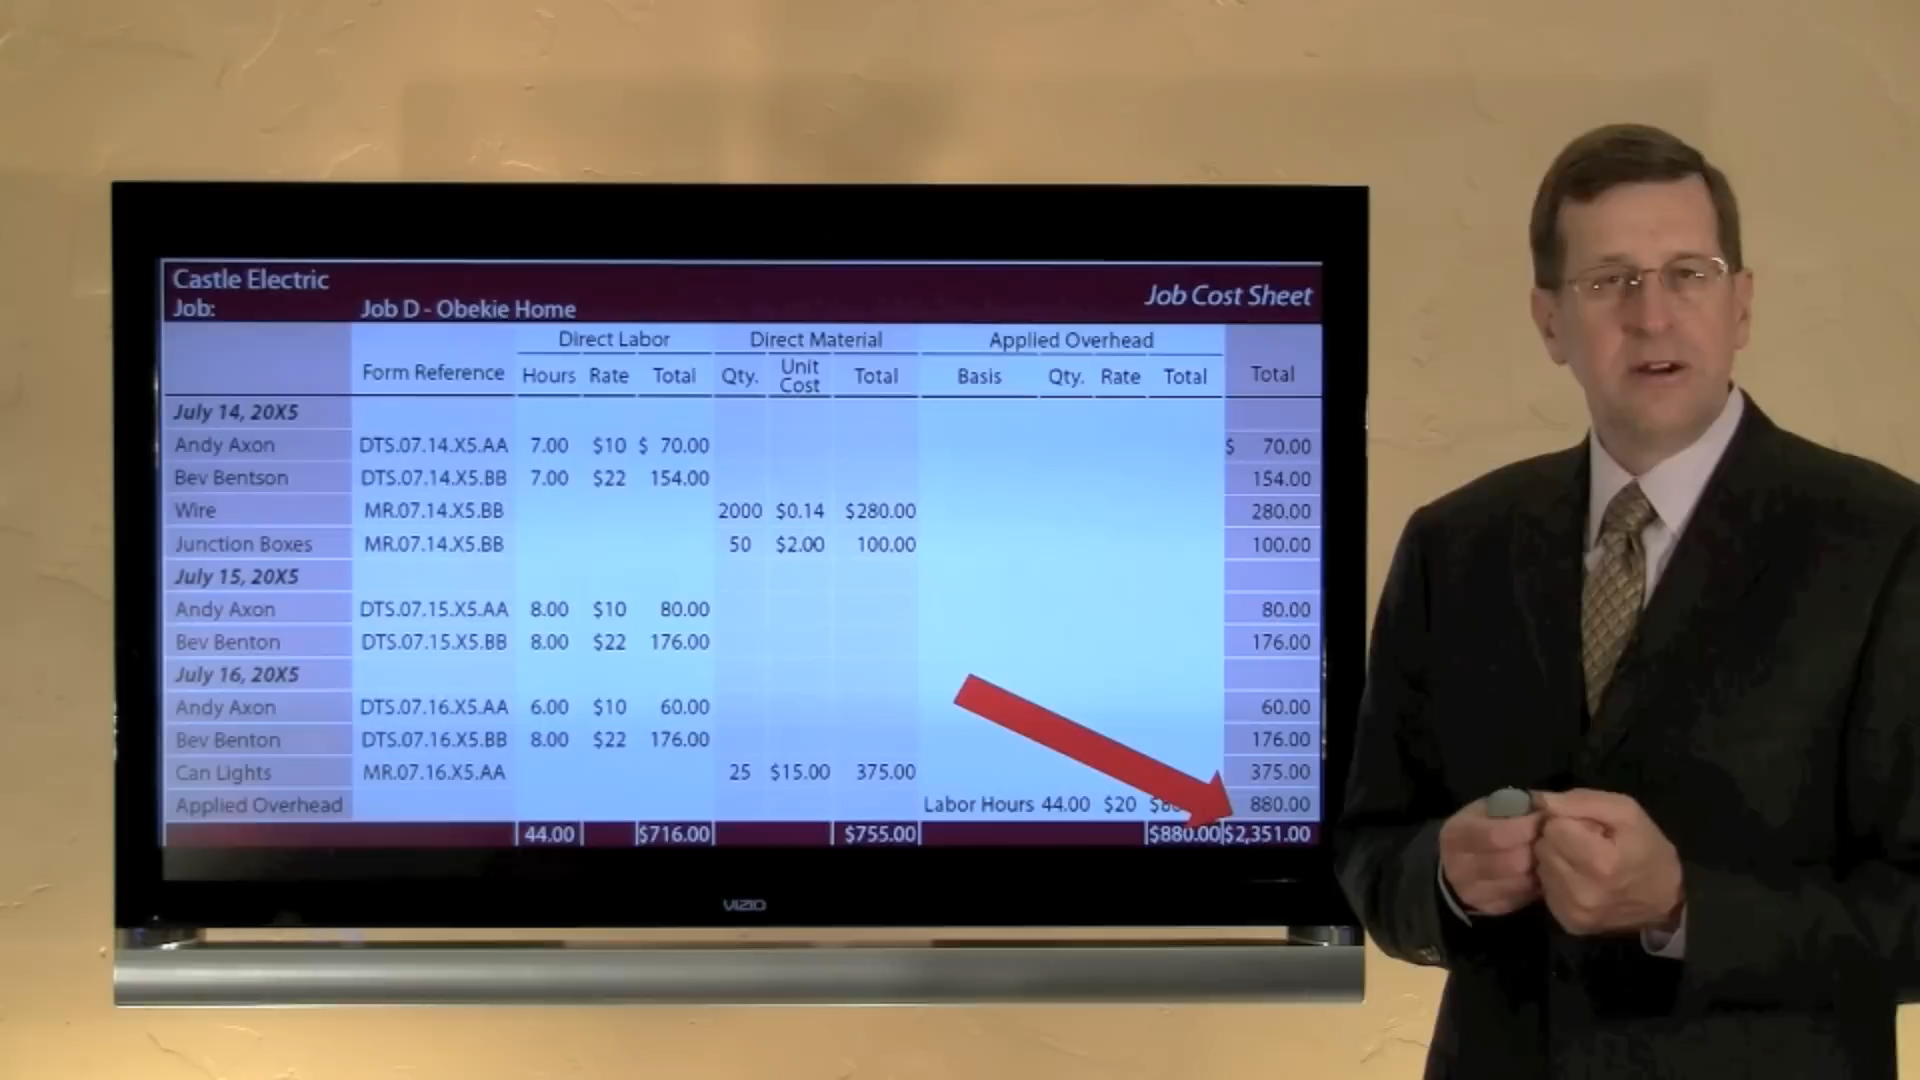 Castle Electric
Job: Job D - Obekie Home
Job Cost Sheet
Direct Labor Direct Material Applied Overhead
Form Reference Hours Rate Total Qty. Unit Cost Total Basis Qty. Rate Total Total
July 14, 20X5
Andy Axon DTS.07.14.X5.AA 7.00 $10 $ 70.00 $ 70.00
Bev Bentson DTS.07.14.X5.BB 7.00 $22 154.00 154.00
Wire MR.07.14.X5.BB 2000 $0.14 $280.00 280.00
Junction Boxes MR.07.14.X5.BB 50 $2.00 100.00 100.00
July 15, 20X5
Andy Axon DTS.07.15.X5.AA 8.00 $10 80.00 80.00
Bev Benton DTS.07.15.X5.BB 8.00 $22 176.00 176.00
July 16, 20X5
Andy Axon DTS.07.16.X5.AA 6.00 $10 60.00 60.00
Bev Benton DTS.07.16.X5.BB 8.00 $22 176.00 176.00
Can Lights MR.07.16.X5.AA 25 $15.00 375.00 375.00
Applied Overhead Labor Hours 44.00 $20 880.00
44.00 $716.00 $755.00 $880.00 $2,351.00
VIZIO